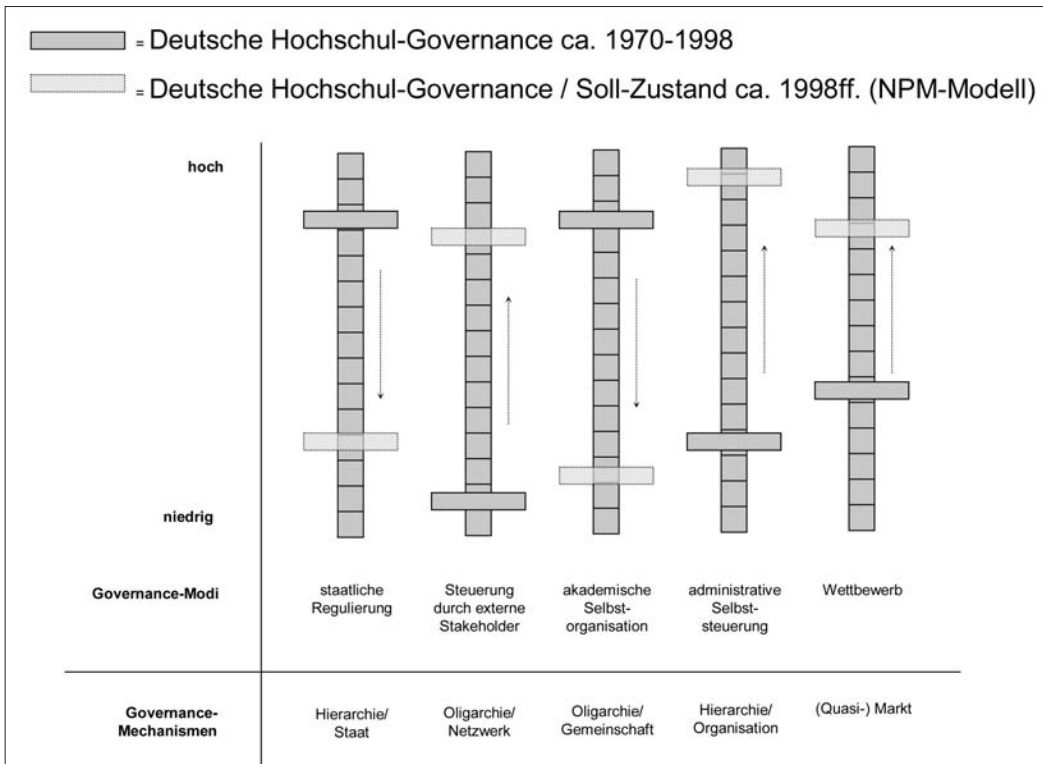 = Deutsche Hochschul-Governance ca. 1970-1998
= Deutsche Hochschul-Governance / Soll-Zustand ca. 1998ff. (NPM-Modell)
hoch
niedrig
Governance-Modi
staatliche
Regulierung
Steuerung
durch externe
Stakeholder
akademische
Selbst-
organisation
administrative
Selbst-
steuerung
Wettbewerb
Governance-
Mechanismen
Hierarchie/
Staat
Oligarchie/
Netzwerk
Oligarchie/
Gemeinschaft
Hierarchie/
Organisation
(Quasi-) Markt